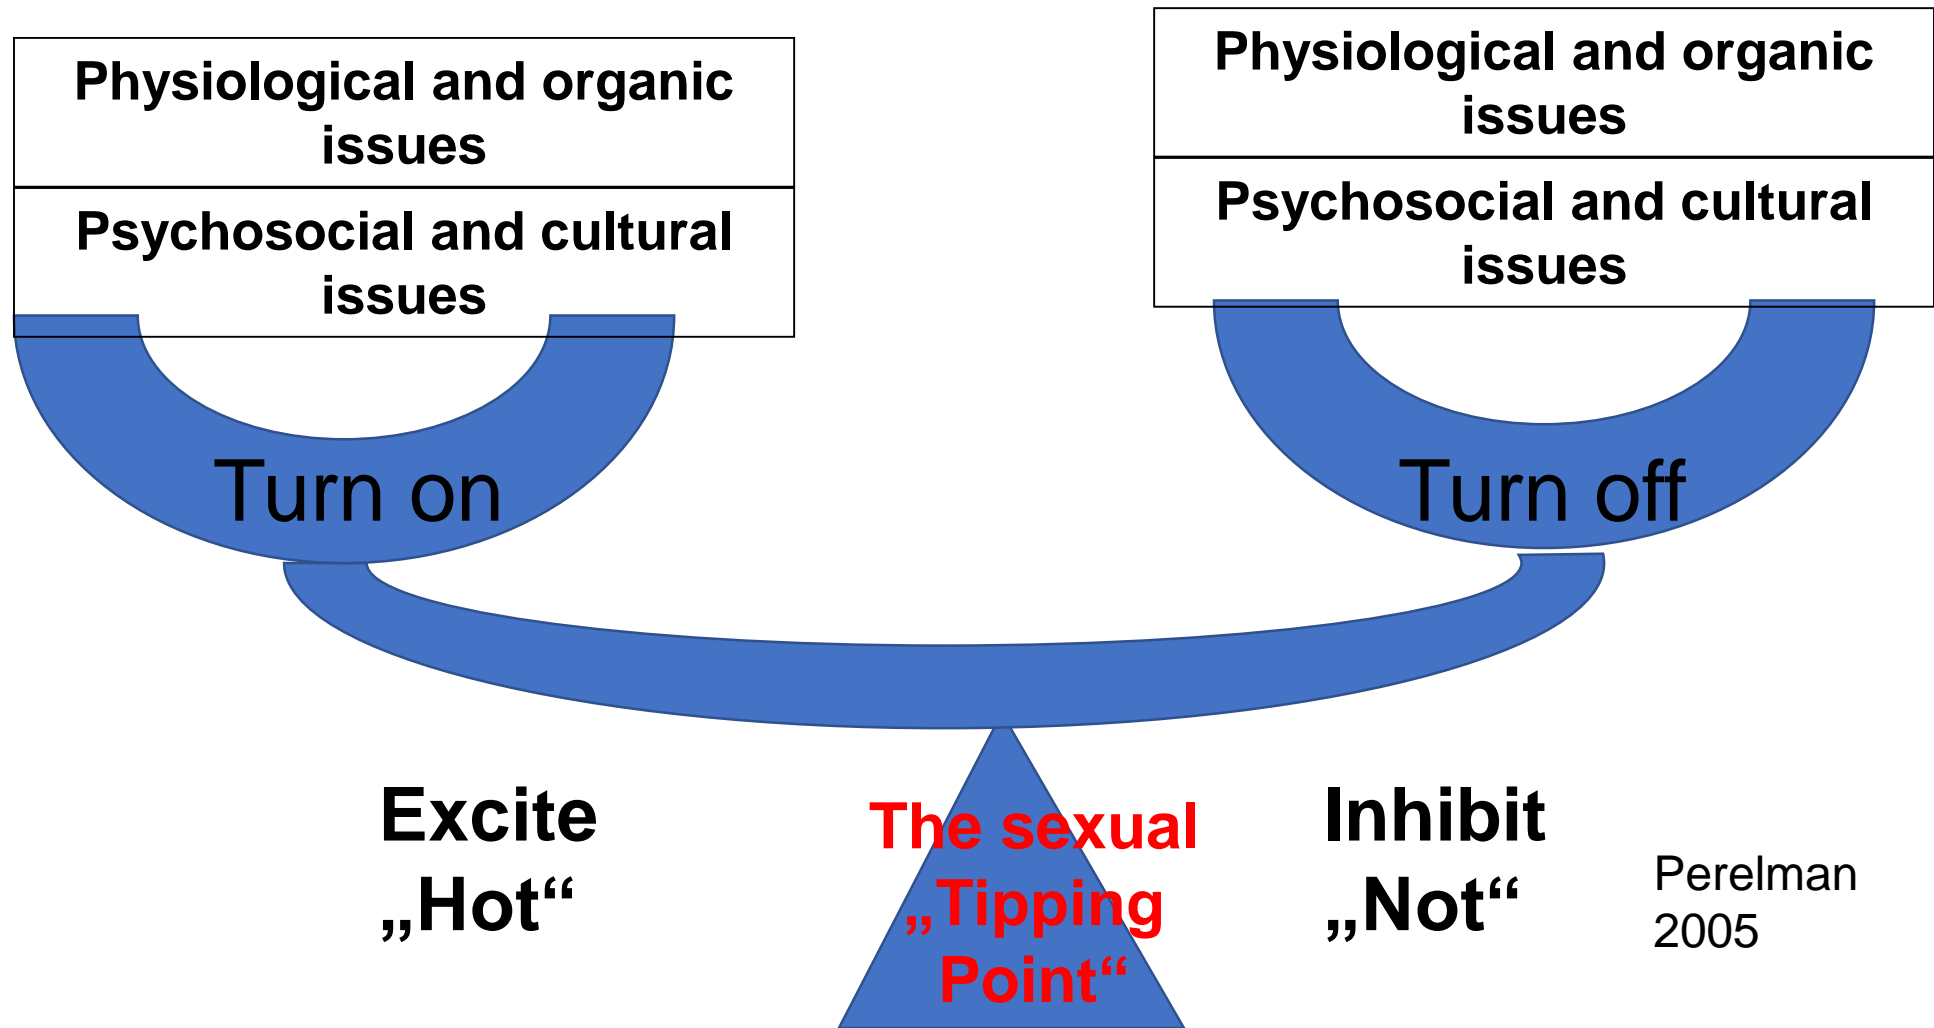 Physiological and organic
issues
Psychosocial and cultural
issues
Turn on
Physiological and organic
issues
Psychosocial and cultural
issues
Turn off
Excite
„Hot“
The sexual
„Tipping
Point“
Inhibit
„Not“
Perelman
2005